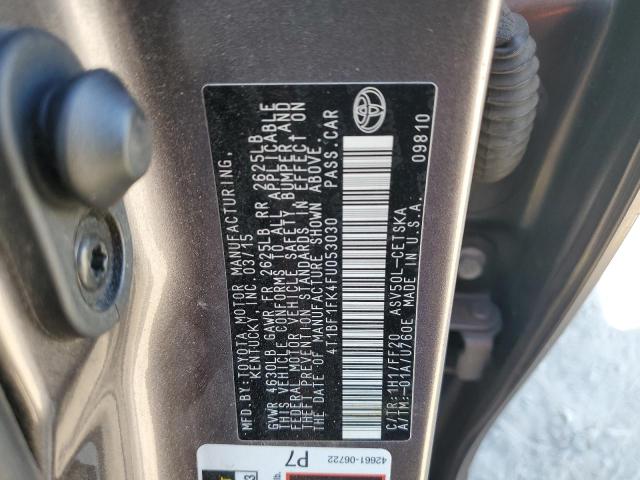 MFD.BY:TOYOTA MOTOR MANUFACTURING,
KENTUCKY, INC. 03/15
GVWR 4630LB GAWR FR 2625LB RR 2625LB
THIS VEHICLE CONFORMS TO ALL APPLICABLE
FEDERAL MOTOR VEHICLE SAFETY, BUMPER AND
THEFT PREVENTION STANDARDS IN EFFECT ON
THE DATE OF MANUFACTURE SHOWN ABOVE.
4T1BF1FK4FU053030 PASS.CAR
C/TR:1H1/FF20 ASV50L-CETSKA
A/TM:-01A/U760E MADE IN U.S.A.
09810
42661-06722
P7